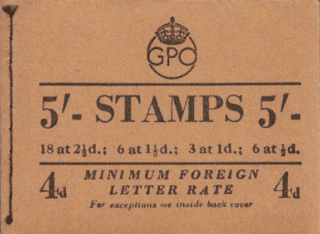 GPO
5'- STAMPS 5'-
18 at 2½d.; 6 at 1½d.; 3 at 1d.; 6 at ½d.
4d MINIMUM FOREIGN 4d
LETTER RATE
For exceptions see inside back cover